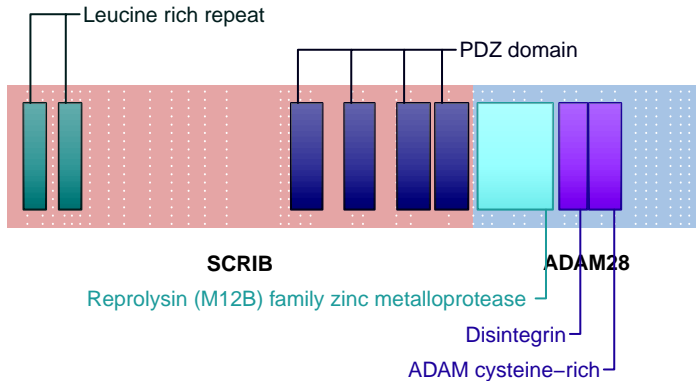 Leucine rich repeat
PDZ domain
SCRIB
ADAM28
Reprolysin (M12B) family zinc metalloprotease
Disintegrin
ADAM cysteine−rich